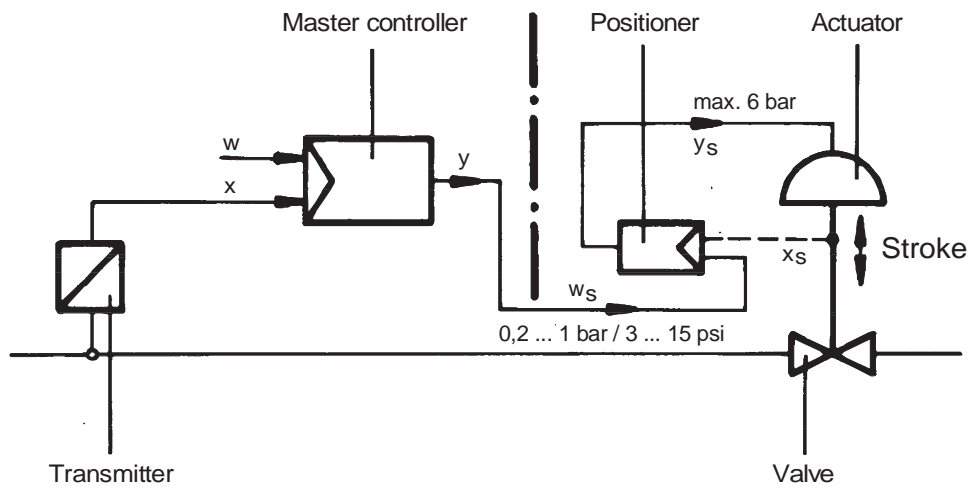 Master controller
Positioner
Actuator
max. 6 bar
w
y
yS
x
xS
Stroke
wS
0,2 ... 1 bar / 3 ... 15 psi
Transmitter
Valve